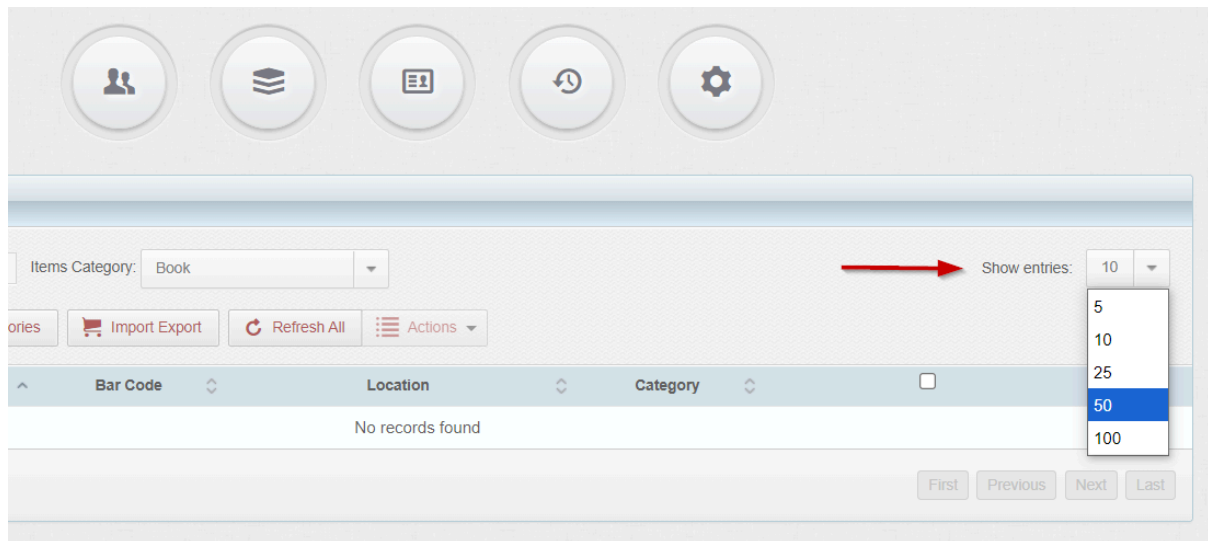 Items Category: Book Show entries: 10
5
10
25
50
100
ories Import Export Refresh All Actions
Bar Code Location Category
No records found
First Previous Next Last